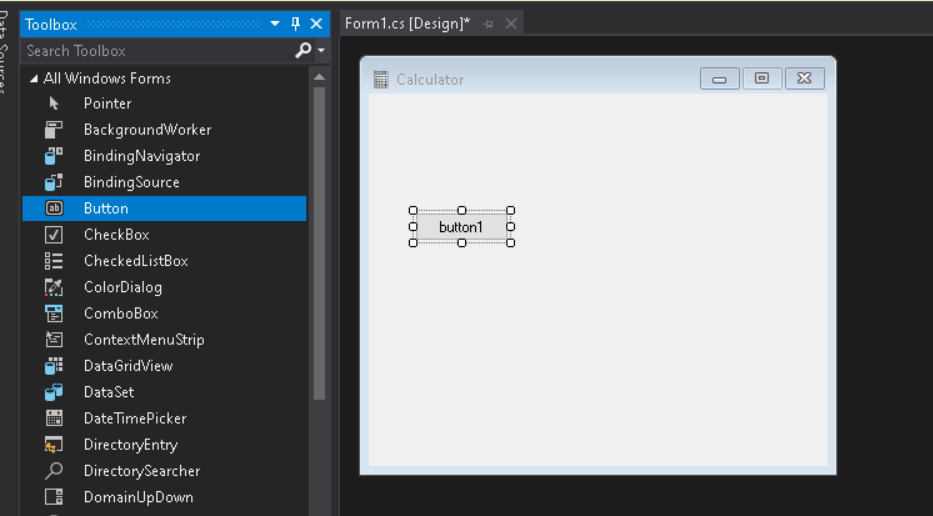 Data Sources
Toolbox
Search Toolbox
All Windows Forms
Pointer
BackgroundWorker
BindingNavigator
BindingSource
Button
CheckBox
CheckedListBox
ColorDialog
ComboBox
ContextMenuStrip
DataGridView
DataSet
DateTimePicker
DirectoryEntry
DirectorySearcher
DomainUpDown
Form1.cs [Design]*
Calculator
button1